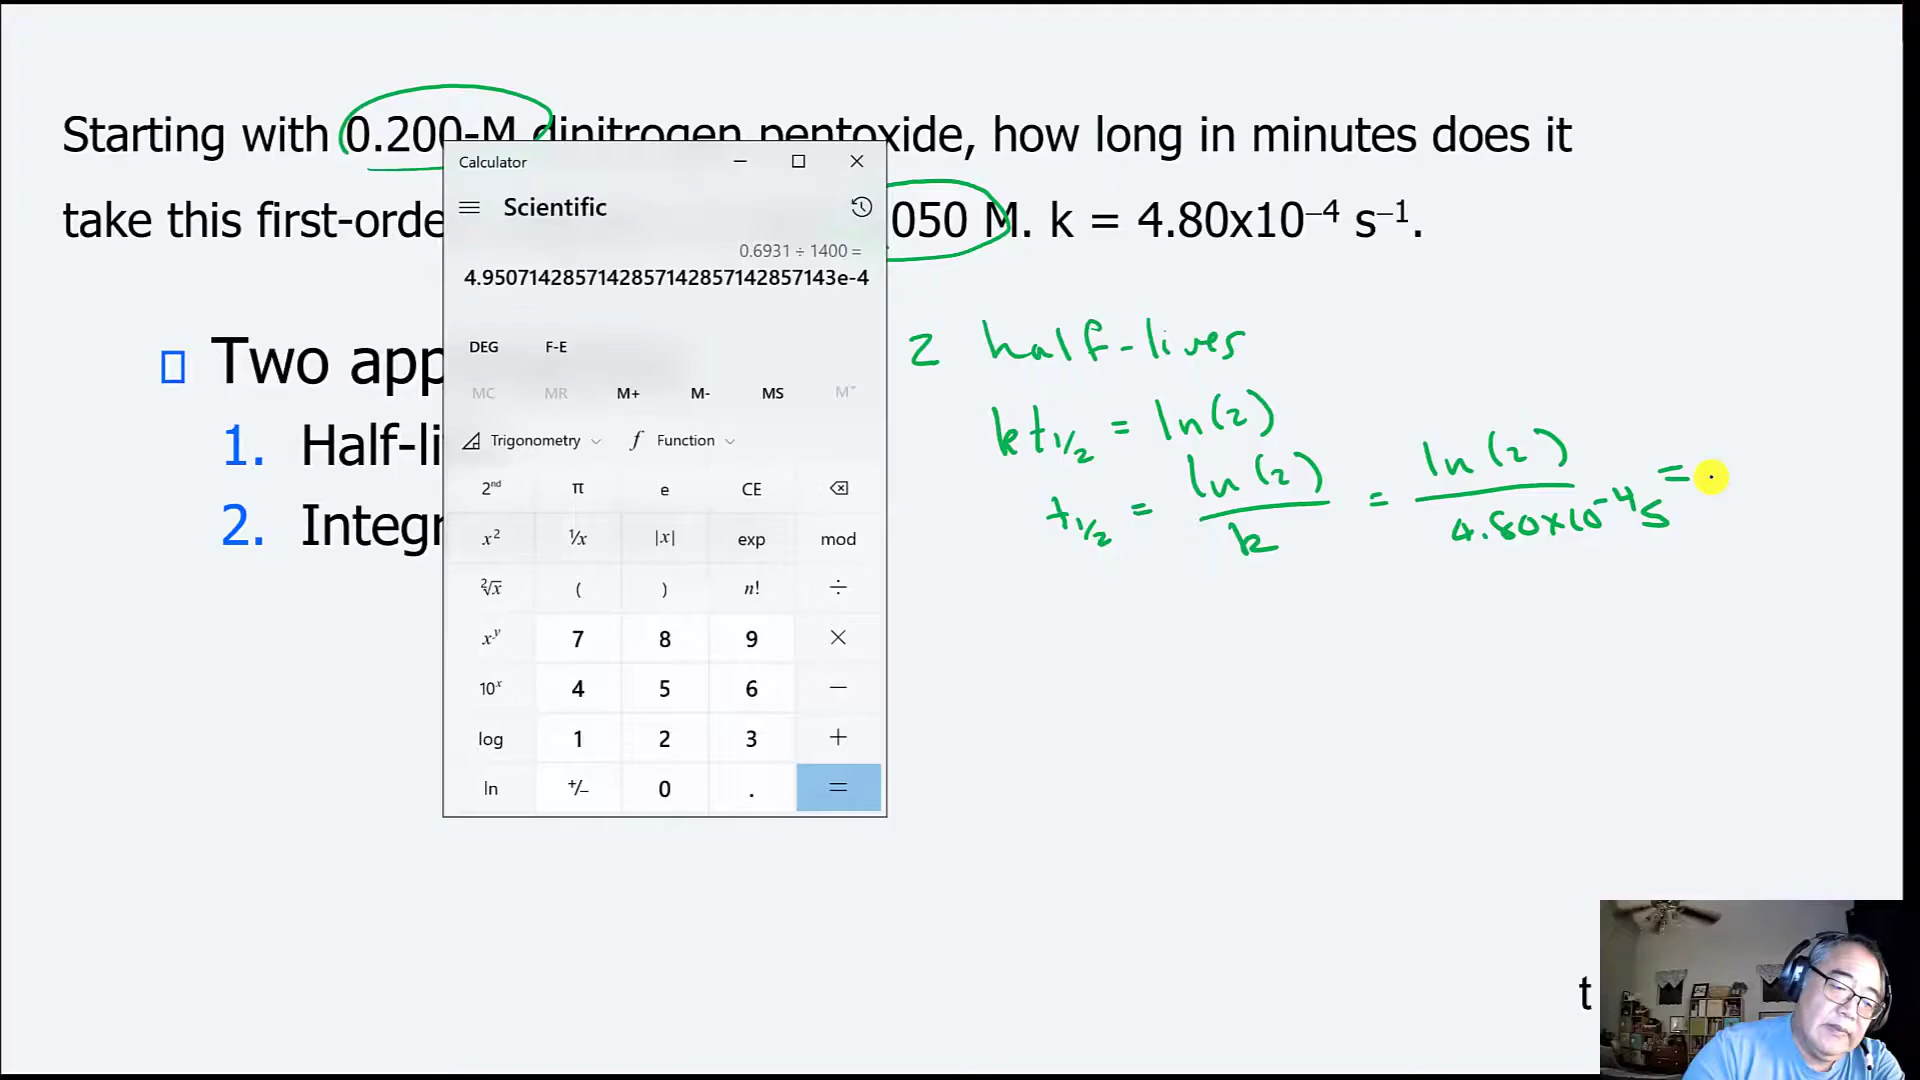 Starting with 0.200-M dinitrogen pentoxide, how long in minutes does it
take this first-orde 050 M. k = 4.80x10⁻⁴ s⁻¹.
Two app
1. Half-li
2. Integr
Calculator
Scientific
0.6931 ÷ 1400 =
4.9507142857142857142857142857143e-4
DEG F-E
MC MR M+ M- MS M˅
Trigonometry f Function
2ⁿᵈ π e CE
x² ¹/x |x| exp mod
²√x ( ) n! ÷
xʸ 7 8 9 ×
10ˣ 4 5 6 −
log 1 2 3 +
ln +/− 0 . =
2 half-lives
kt1/2 = ln(2)
t1/2 = ln(2)/k = ln(2)/4.80x10⁻⁴s =
t